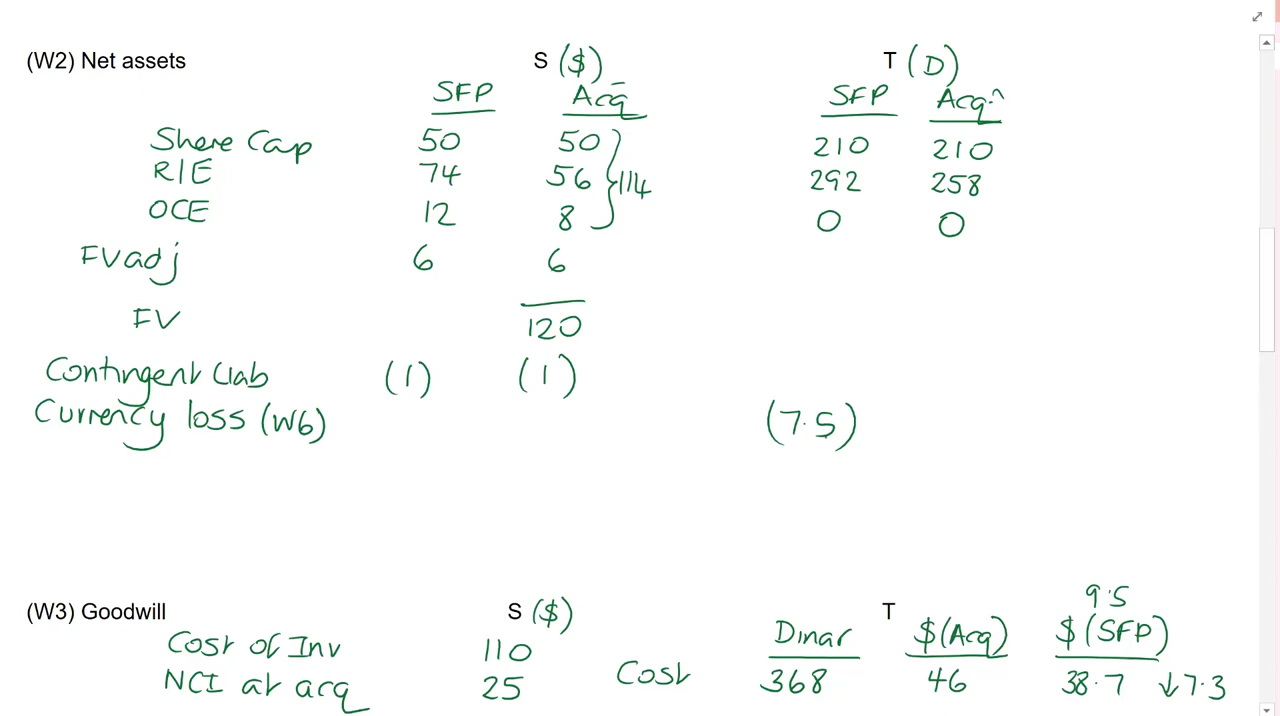 (W2) Net assets S ($) T (D)
SFP Acq SFP Acq^
Share Cap 50 50 210 210
R/E 74 56 } 114 292 258
OCE 12 8 0 0
FV adj 6 6
FV 120
Contingent Liab (1) (1)
Currency loss (W6) (7.5)
9.5
(W3) Goodwill S ($) T
Dinar $(Acq) $(SFP)
Cost of Inv 110
Cost 368 46 38.7 ↓7.3
NCI at acq 25